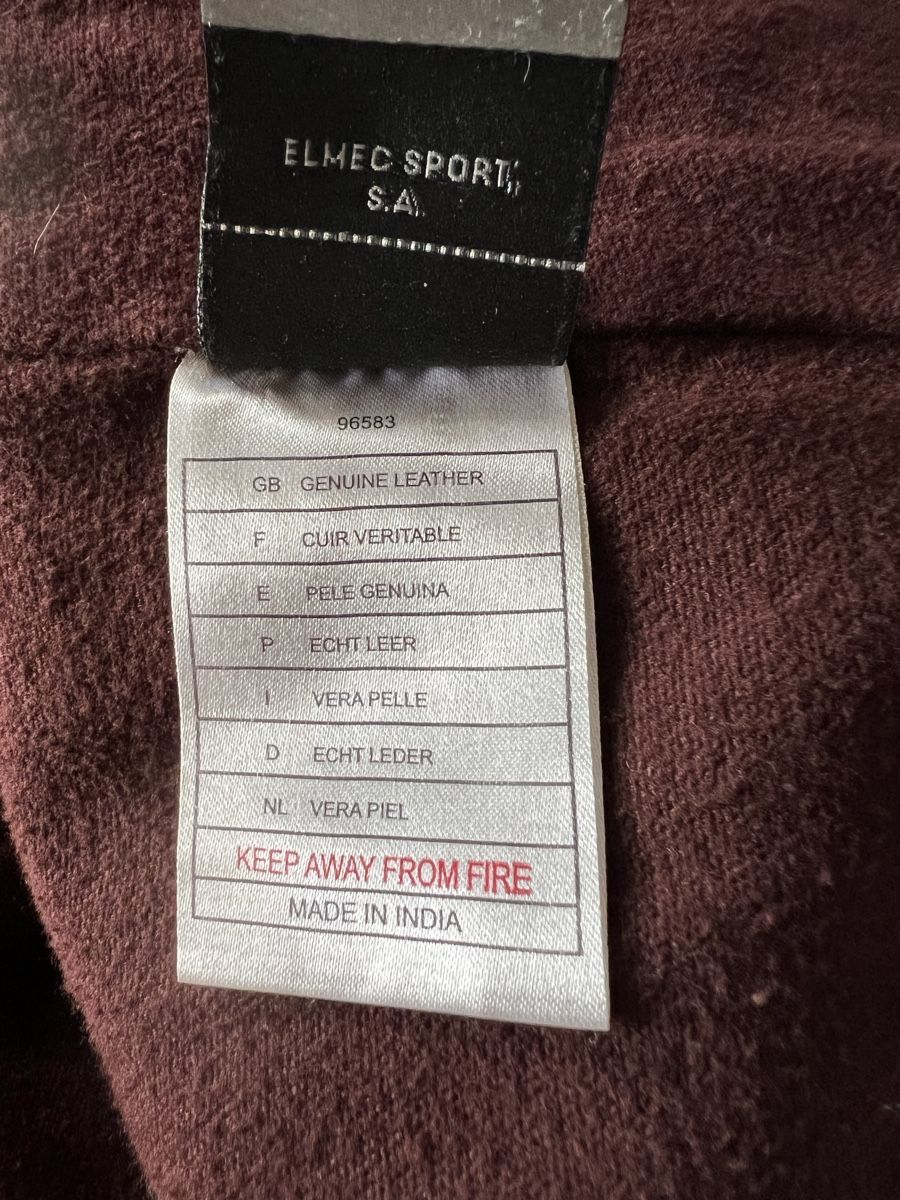 ELMEC SPORT
S.A.
96583
GB GENUINE LEATHER
F CUIR VERITABLE
E PELE GENUINA
P ECHT LEER
I VERA PELLE
D ECHT LEDER
NL VERA PIEL
KEEP AWAY FROM FIRE
MADE IN INDIA